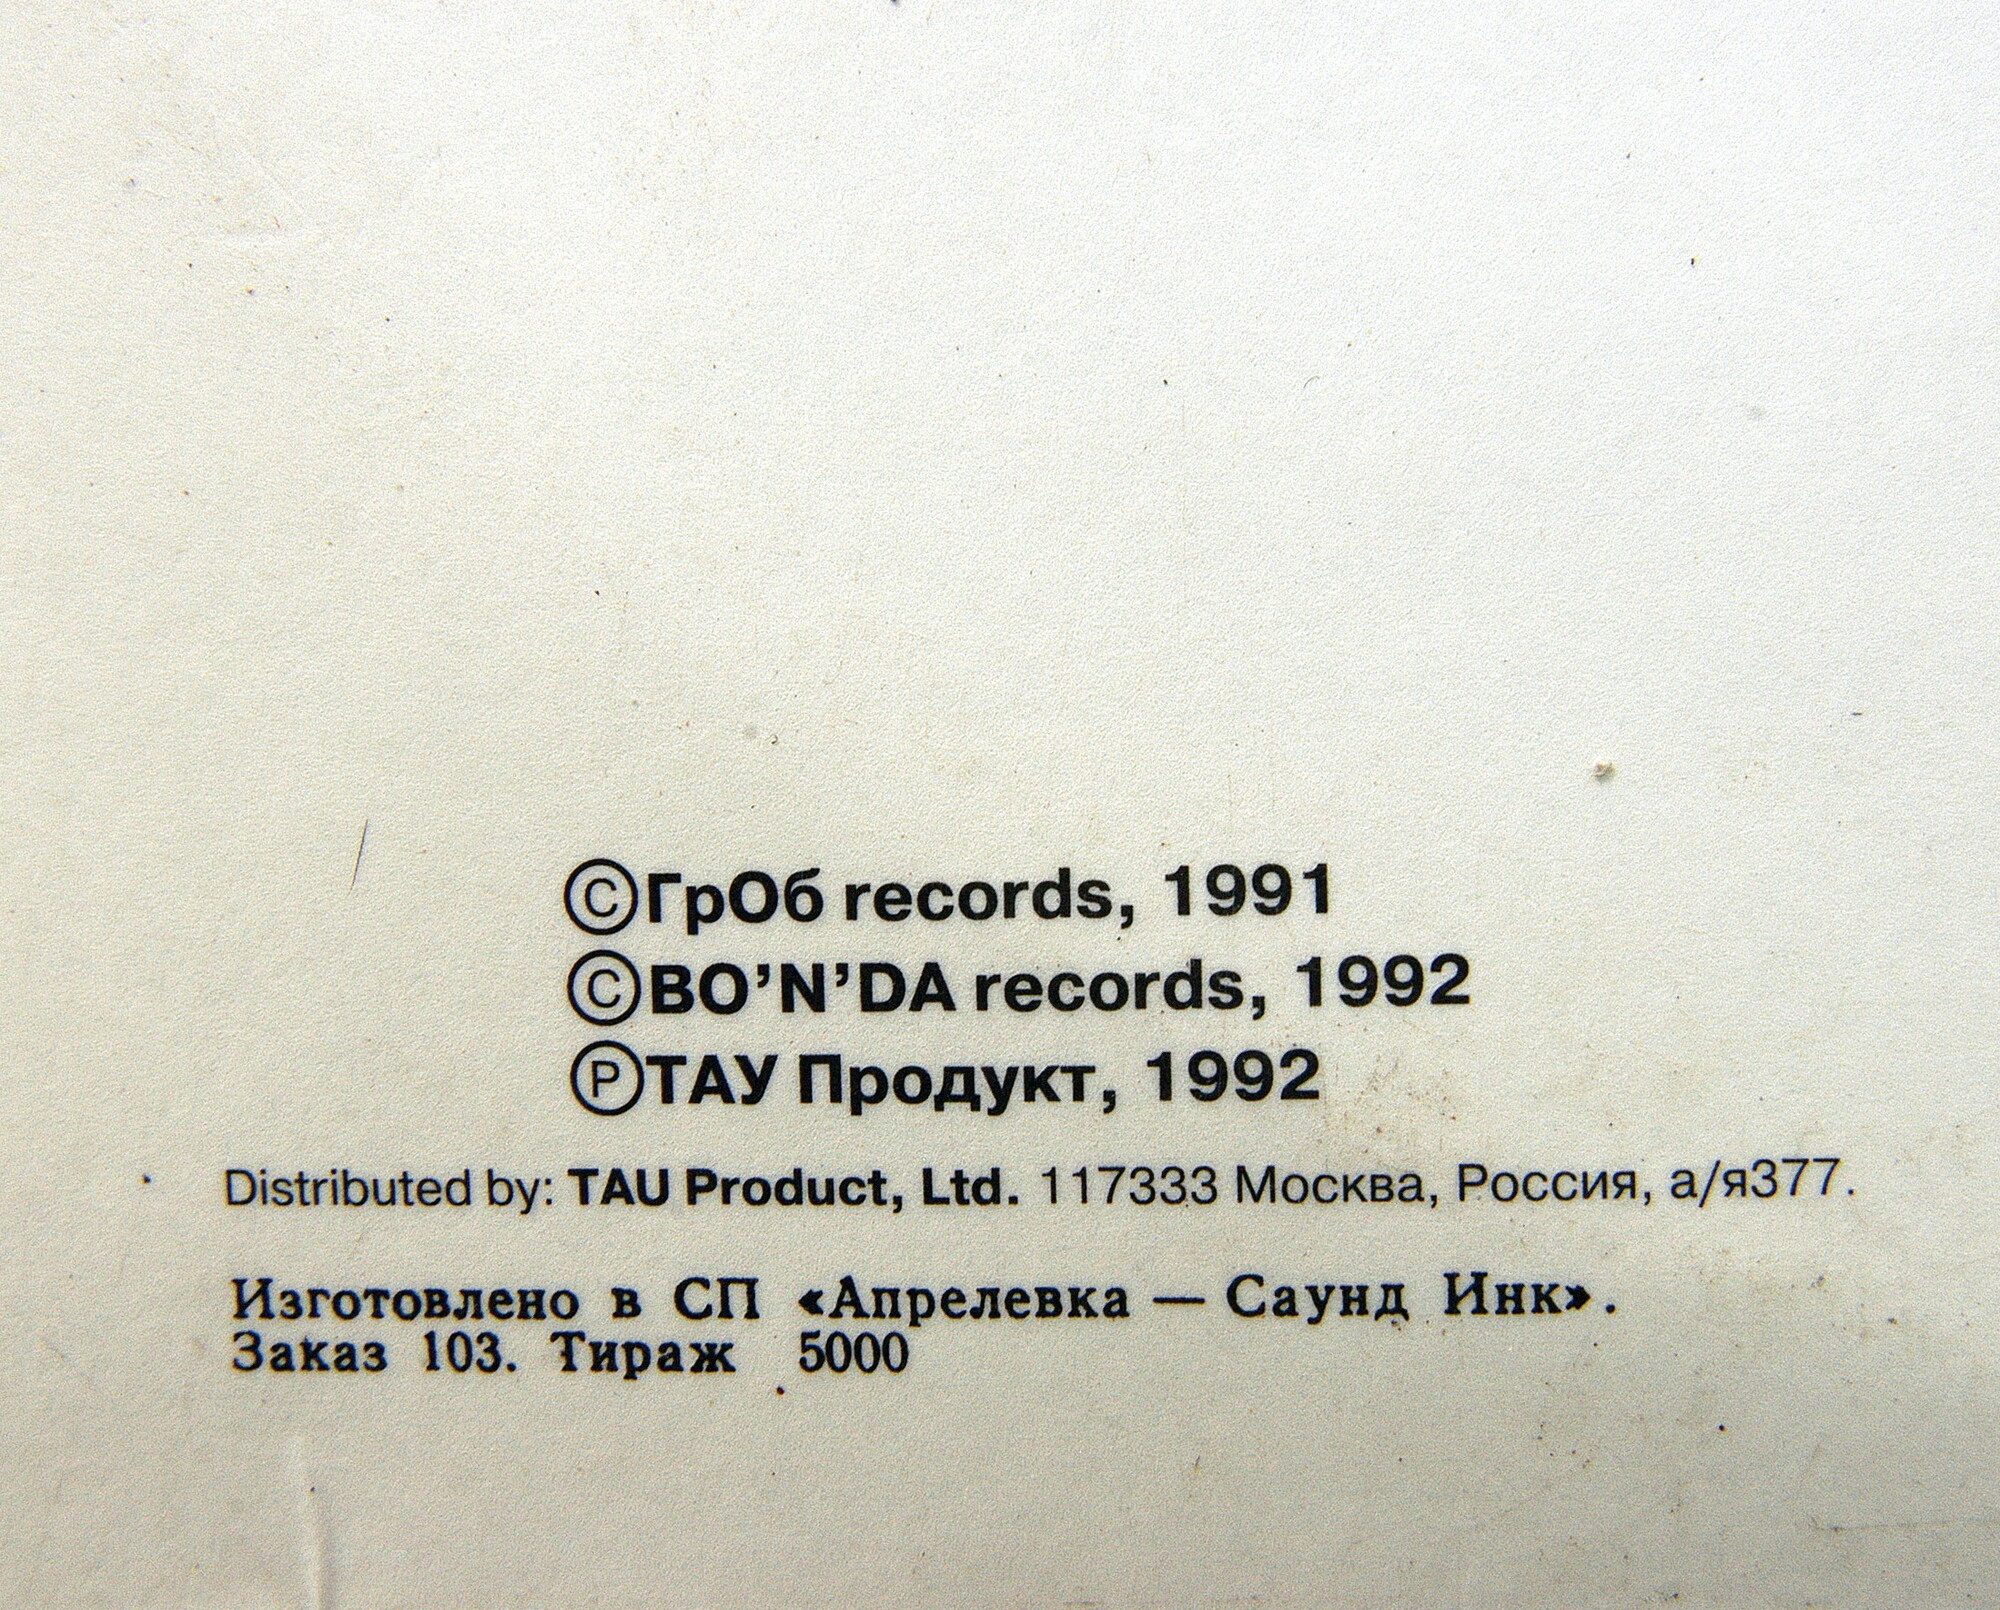 ©ГрОб records, 1991
©BO’N’DA records, 1992
℗ТАУ Продукт, 1992
Distributed by: TAU Product, Ltd. 117333 Москва, Россия, а/я377.
Изготовлено в СП «Апрелевка — Саунд Инк».
Заказ 103. Тираж 5000